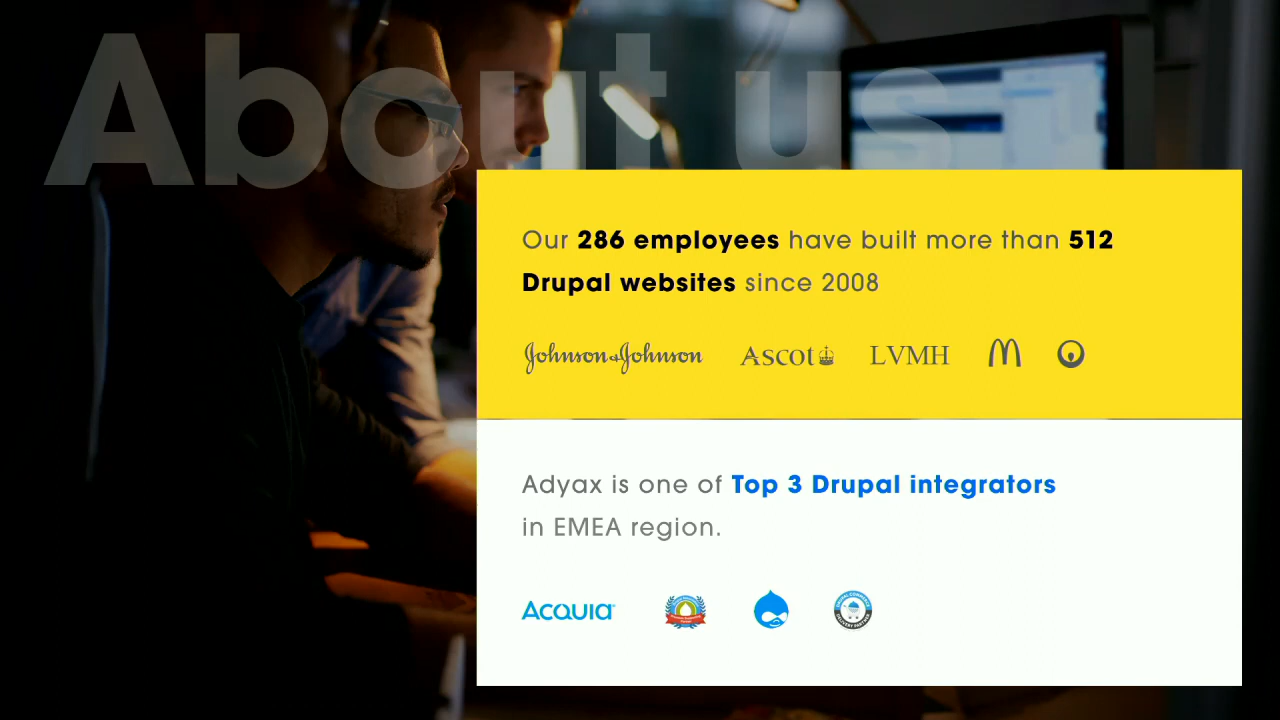 About us
Our 286 employees have built more than 512
Drupal websites since 2008
Johnson & Johnson Ascot LVMH
Adyax is one of Top 3 Drupal integrators
in EMEA region.
ACQUIA